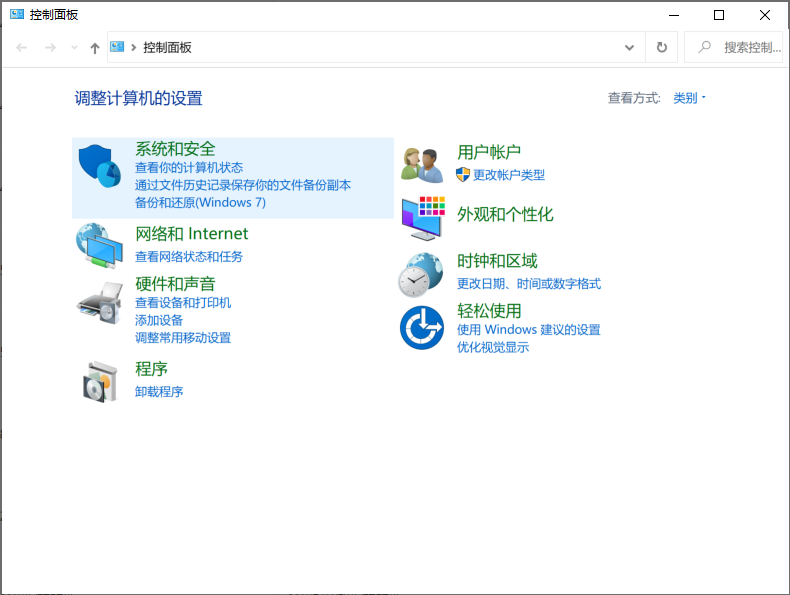 控制面板
控制面板
搜索控制...
调整计算机的设置
查看方式: 类别
系统和安全
查看你的计算机状态
通过文件历史记录保存你的文件备份副本
备份和还原(Windows 7)
网络和 Internet
查看网络状态和任务
硬件和声音
查看设备和打印机
添加设备
调整常用移动设置
程序
卸载程序
用户帐户
更改帐户类型
外观和个性化
时钟和区域
更改日期、时间或数字格式
轻松使用
使用 Windows 建议的设置
优化视觉显示